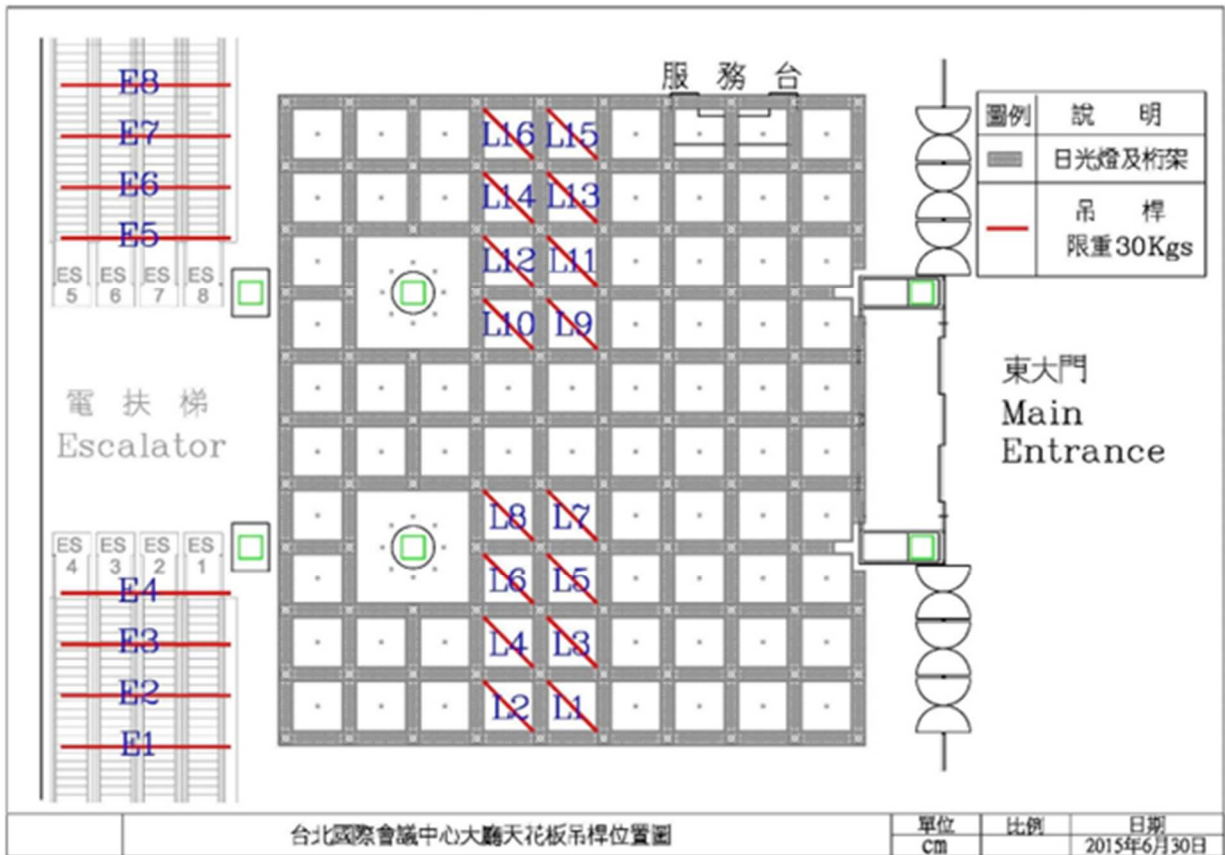 服 務 台
E8
E7
E6
E5
ES 5
ES 6
ES 7
ES 8
電 扶 梯
Escalator
ES 4
ES 3
ES 2
ES 1
E4
E3
E2
E1
L16 L15
L14 L13
L12 L11
L10 L9
L8 L7
L6 L5
L4 L3
L2 L1
圖例 說 明
日光燈及桁架
吊 桿
限重30Kgs
東大門
Main
Entrance
台北國際會議中心大廳天花板吊桿位置圖
單位 比例 日期
cm 2015年6月30日